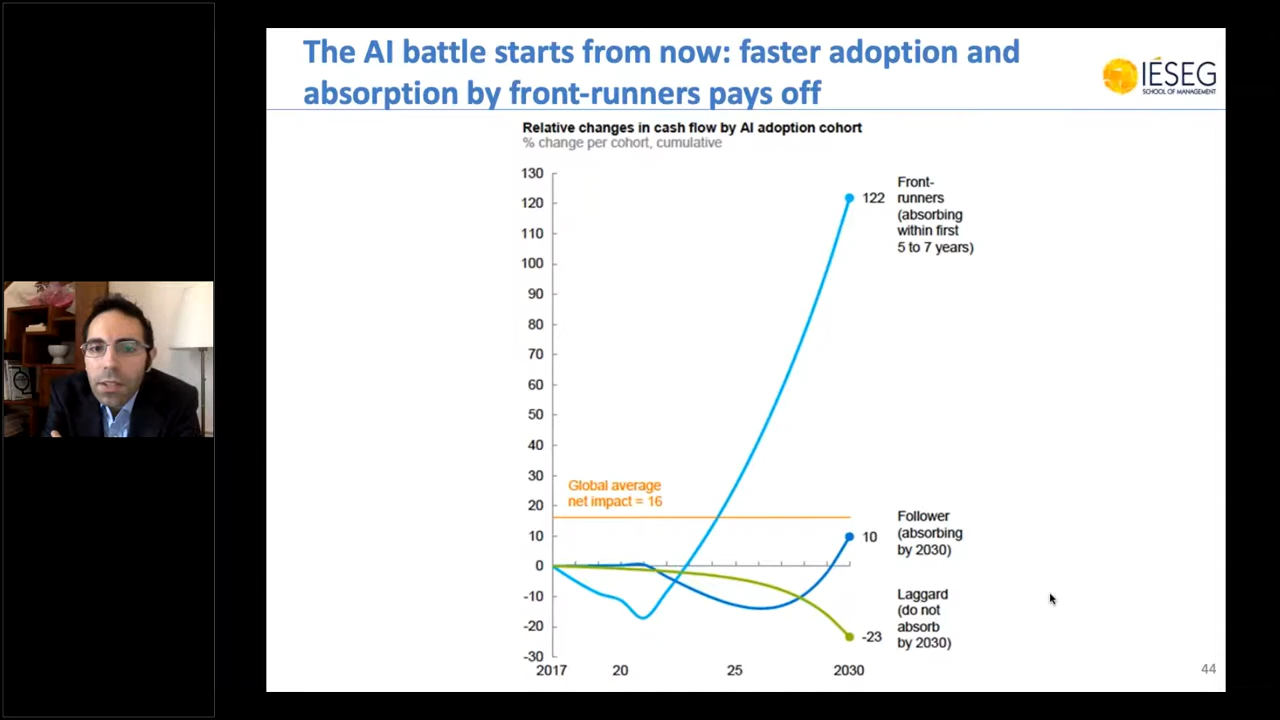 The AI battle starts from now: faster adoption and
absorption by front-runners pays off
IÉSEG
SCHOOL OF MANAGEMENT
Relative changes in cash flow by AI adoption cohort
% change per cohort, cumulative
130
120
110
100
90
80
70
60
50
40
30
20
10
0
-10
-20
-30
2017
20
25
2030
Global average
net impact = 16
122
Front-
runners
(absorbing
within first
5 to 7 years)
10
Follower
(absorbing
by 2030)
-23
Laggard
(do not
absorb
by 2030)
44